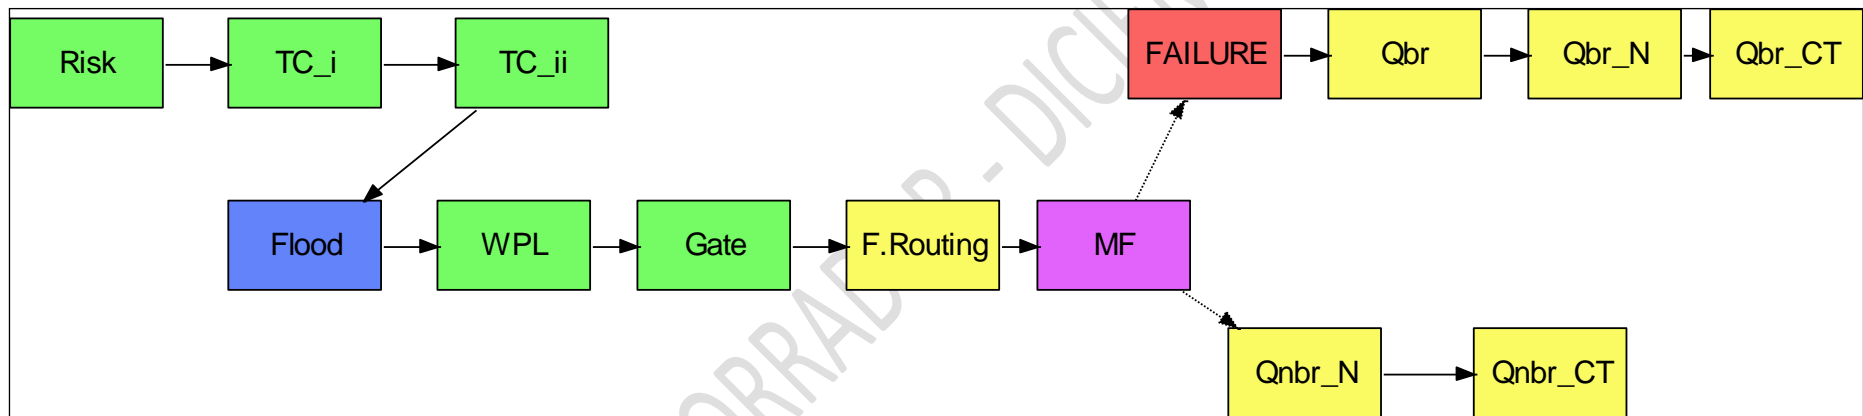 Risk
TC_i
TC_ii
FAILURE
Qbr
Qbr_N
Qbr_CT
Flood
WPL
Gate
F.Routing
MF
Qnbr_N
Qnbr_CT